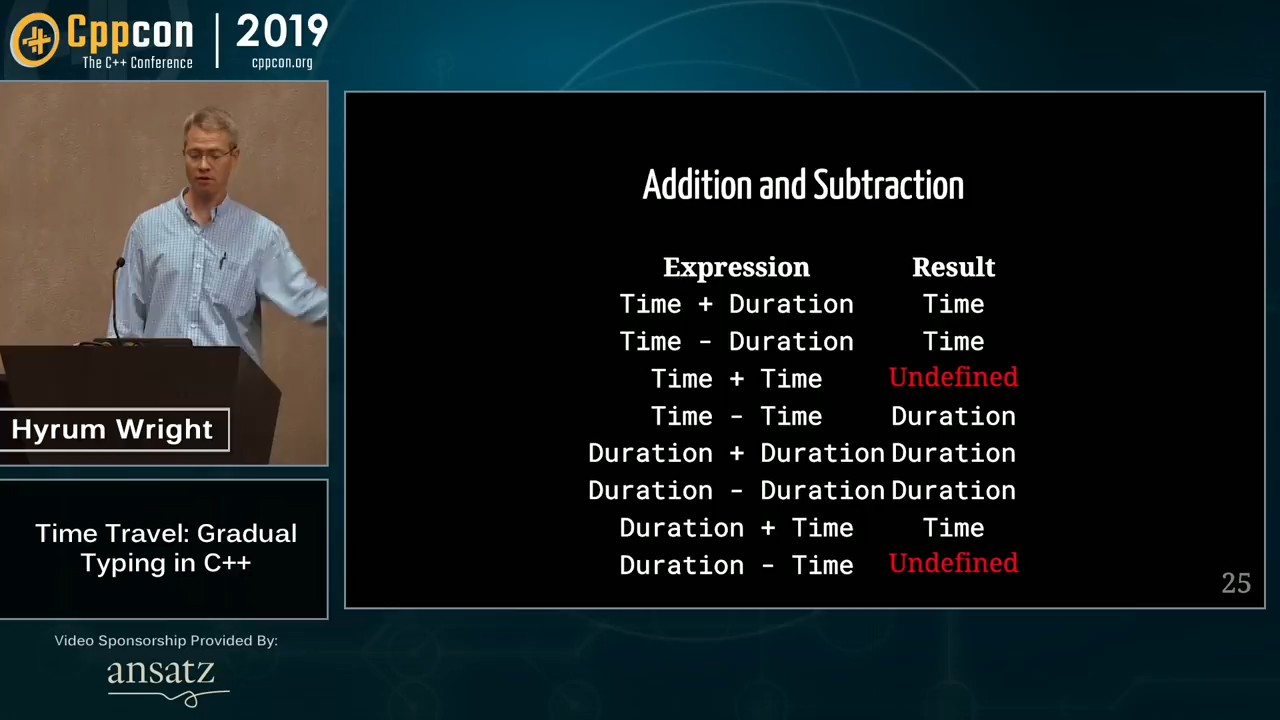 Cppcon | 2019
The C++ Conference cppcon.org
Addition and Subtraction
Expression Result
Time + Duration Time
Time - Duration Time
Time + Time Undefined
Time - Time Duration
Duration + Duration Duration
Duration - Duration Duration
Duration + Time Time
Duration - Time Undefined
25
Hyrum Wright
Time Travel: Gradual
Typing in C++
Video Sponsorship Provided By:
ansatz